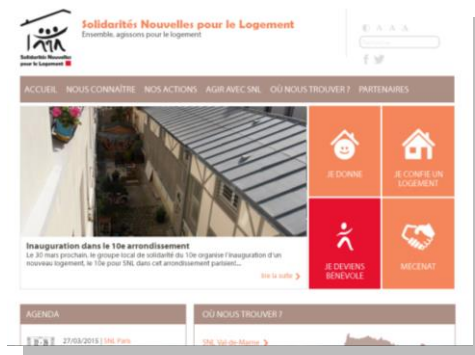 Solidarités Nouvelles pour le Logement
Ensemble, agissons pour le logement
Solidarités Nouvelles
pour le Logement
A A A
ACCUEIL NOUS CONNAÎTRE NOS ACTIONS AGIR AVEC SNL OÙ NOUS TROUVER ? PARTENAIRES
JE DONNE
JE CONFIE UN
LOGEMENT
Inauguration dans le 10e arrondissement
Le 30 mars prochain, le groupe local de solidarité du 10e organise l'inauguration d'un
nouveau logement, le 10e pour SNL dans cet arrondissement parisien!...
lire la suite
JE DEVIENS
BÉNÉVOLE
MÉCÉNAT
AGENDA
OÙ NOUS TROUVER ?
27/03/2015 | SNL Paris
SNL Val-de-Marne